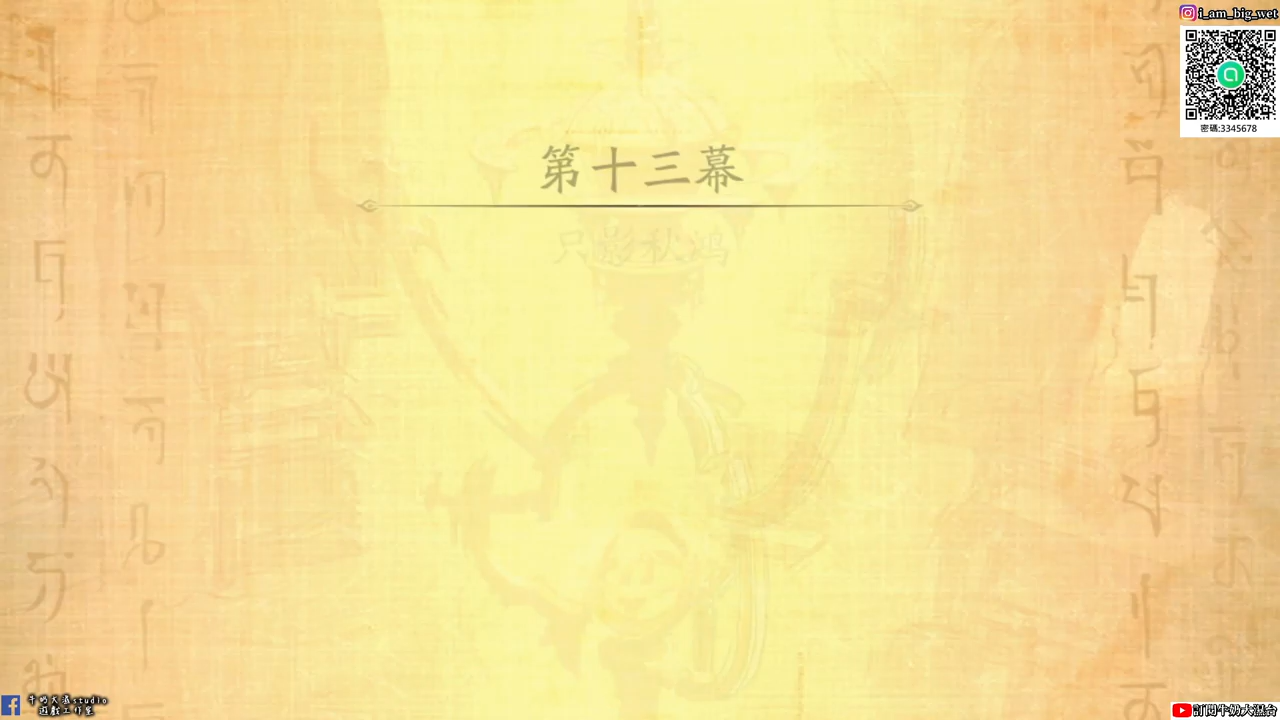 i_am_big_wet
密碼:3345678
第十三幕
只影秋鸿
牛奶大濕studio
遊戲工作室
訂閱牛奶大濕台